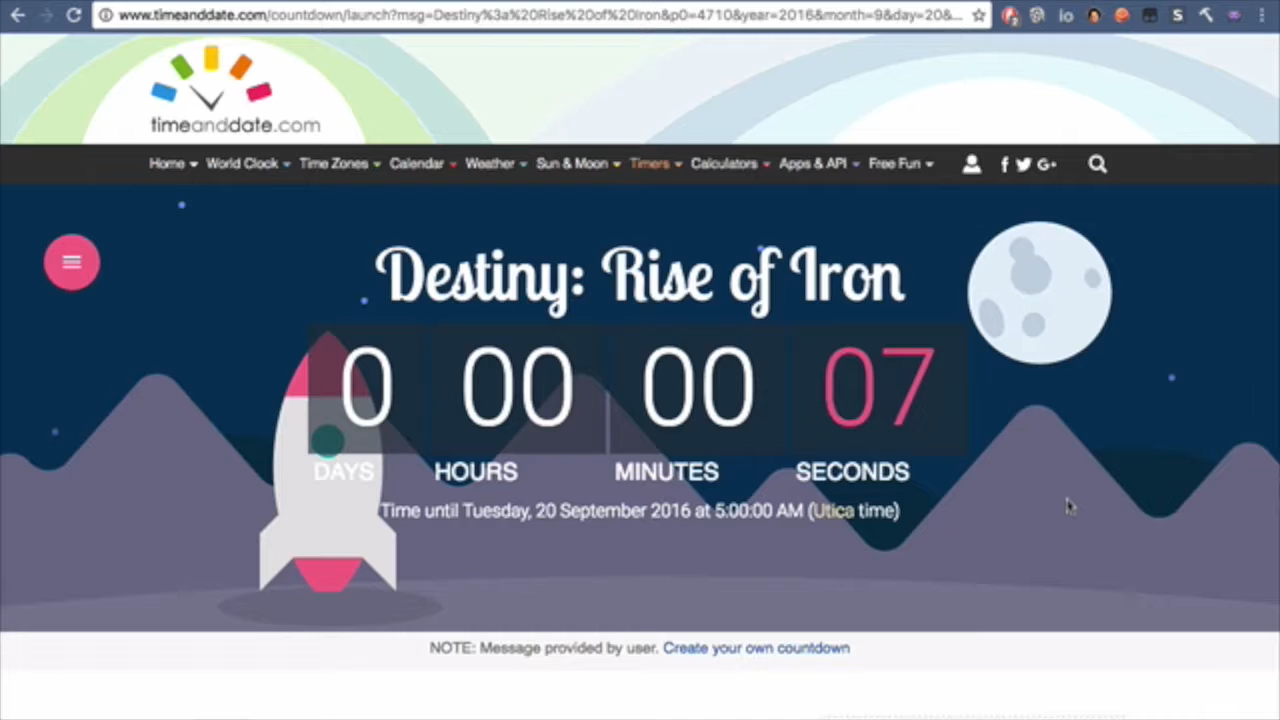 www.timeanddate.com/countdown/launch?msg=Destiny%3a%20Rise%20of%20Iron&p0=4710&year=2016&month=9&day=20&...
timeanddate.com
Home World Clock Time Zones Calendar Weather Sun & Moon Timers Calculators Apps & API Free Fun
Destiny: Rise of Iron
0 00 00 07
DAYS HOURS MINUTES SECONDS
Time until Tuesday, 20 September 2016 at 5:00:00 AM (Utica time)
NOTE: Message provided by user. Create your own countdown